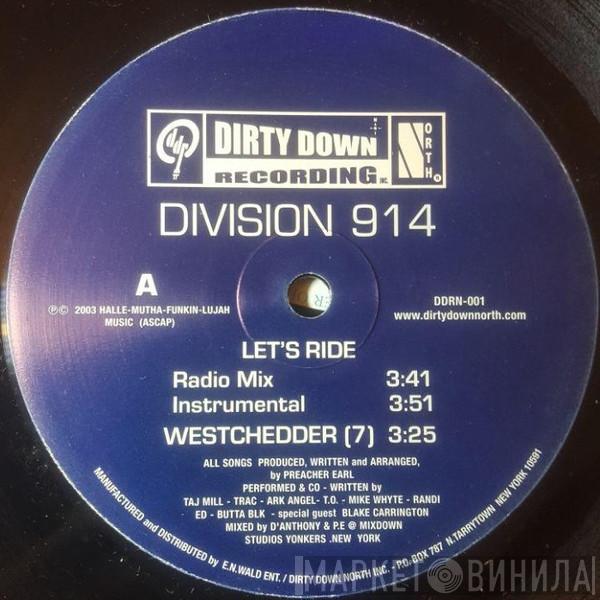 ddr
DIRTY DOWN
RECORDING INC.
NORTH
DIVISION 914
A
℗© 2003 HALLE-MUTHA-FUNKIN-LUJAH
MUSIC (ASCAP)
DDRN-001
www.dirtydownnorth.com
LET'S RIDE
Radio Mix 3:41
Instrumental 3:51
WESTCHEDDER (7) 3:25
ALL SONGS PRODUCED, WRITTEN and ARRANGED,
by PREACHER EARL
PERFORMED & CO - WRITTEN by
TAJ MILL - TRAC - ARK ANGEL- T.O. - MIKE WHYTE - RANDI
ED - BUTTA BLK - special guest BLAKE CARRINGTON
MIXED by D'ANTHONY & P.E @ MIXDOWN
STUDIOS YONKERS .NEW YORK
MANUFACTURED and DISTRIBUTED by E.N.WALD ENT. / DIRTY DOWN NORTH INC. - P.O. BOX 787 N.TARRYTOWN NEW YORK 10591
МАРКЕТ ВИНИЛА